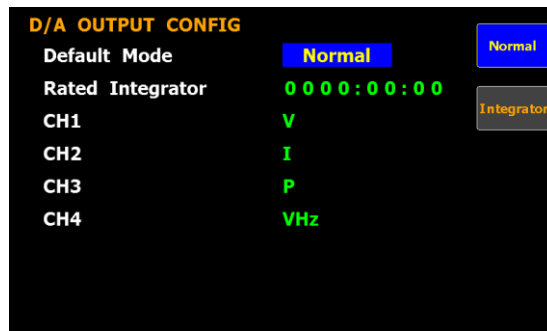 D/A OUTPUT CONFIG
Default Mode Normal
Rated Integrator 0000:00:00
CH1 V
CH2 I
CH3 P
CH4 VHz
Normal
Integrator